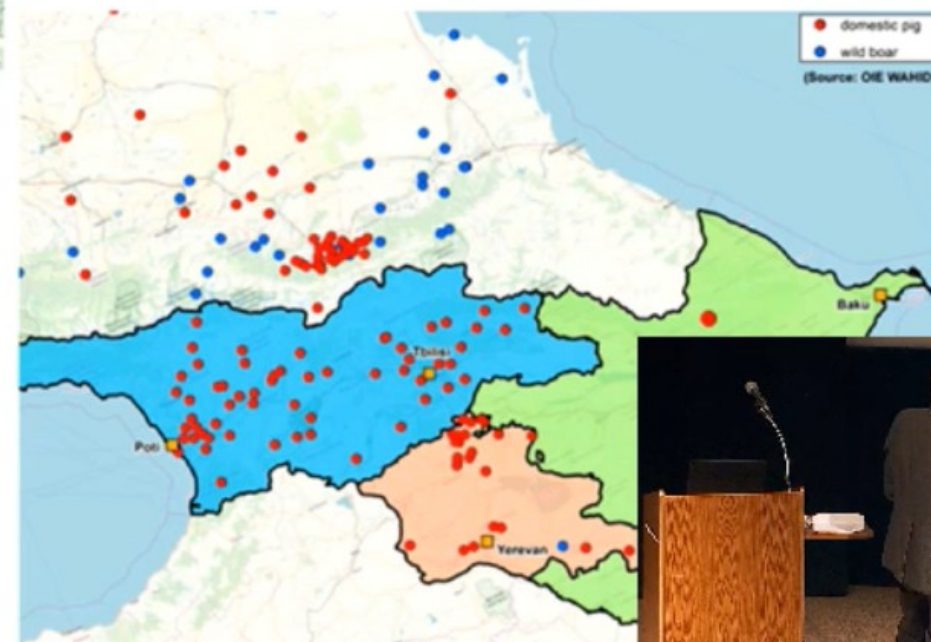 domestic pig
wild boar
(Source: OIE WAHID
Baku
Tbilisi
Poti
Yerevan